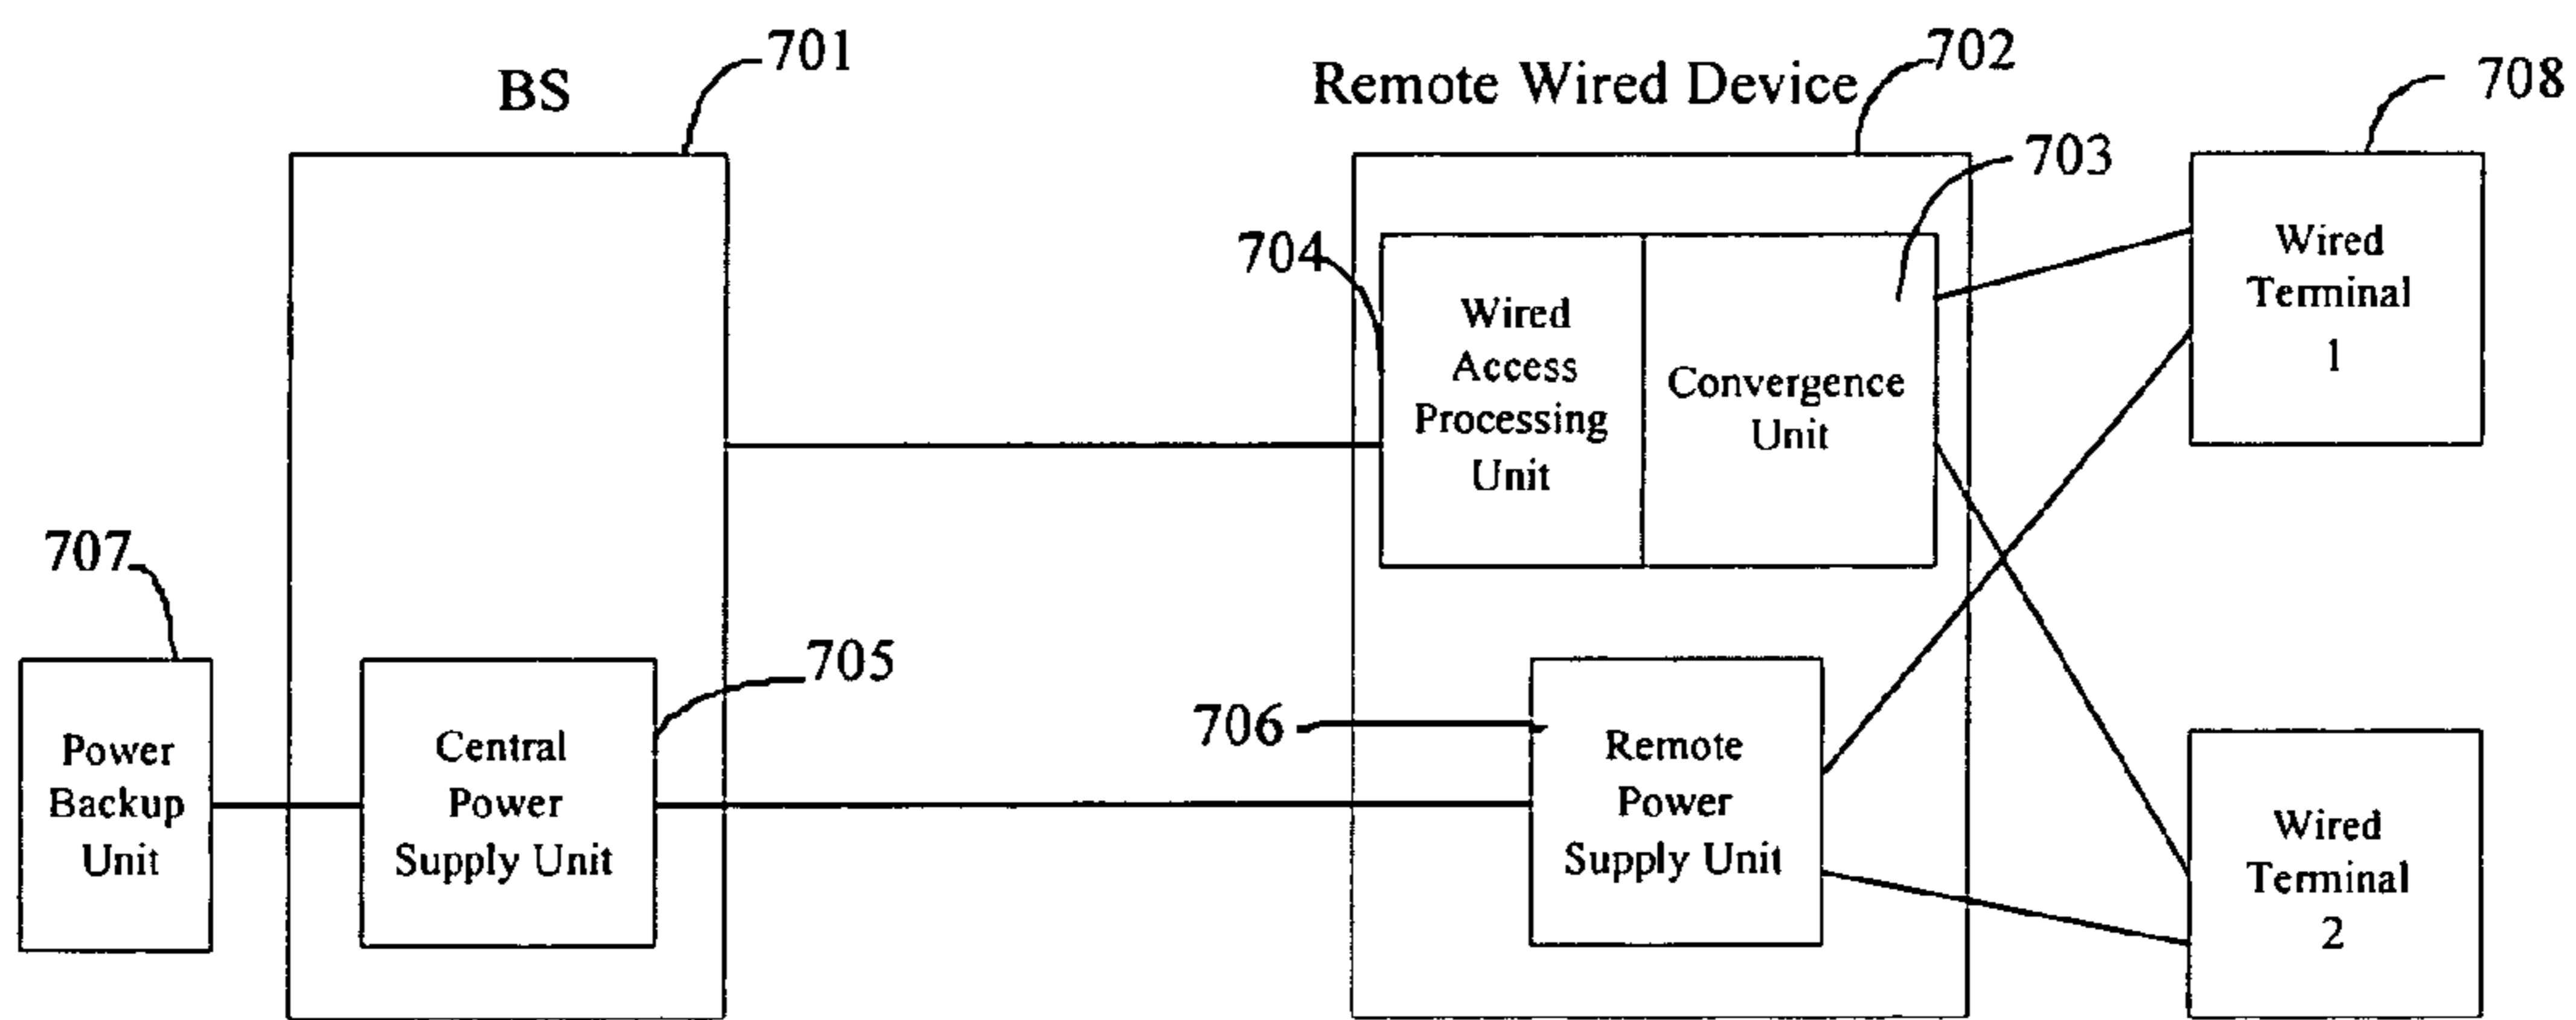 BS
701
Remote Wired Device
702
708
703
704
Wired
Access
Processing
Unit
Convergence
Unit
Wired
Terminal
1
707
705
706
Power
Backup
Unit
Central
Power
Supply Unit
Remote
Power
Supply Unit
Wired
Terminal
2